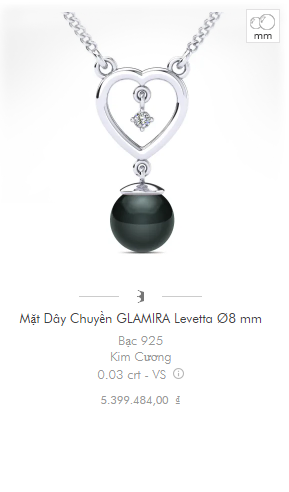 mm
Mặt Dây Chuyền GLAMIRA Levetta Ø8 mm
Bạc 925
Kim Cương
0.03 crt - VS
5.399.484,00 ₫